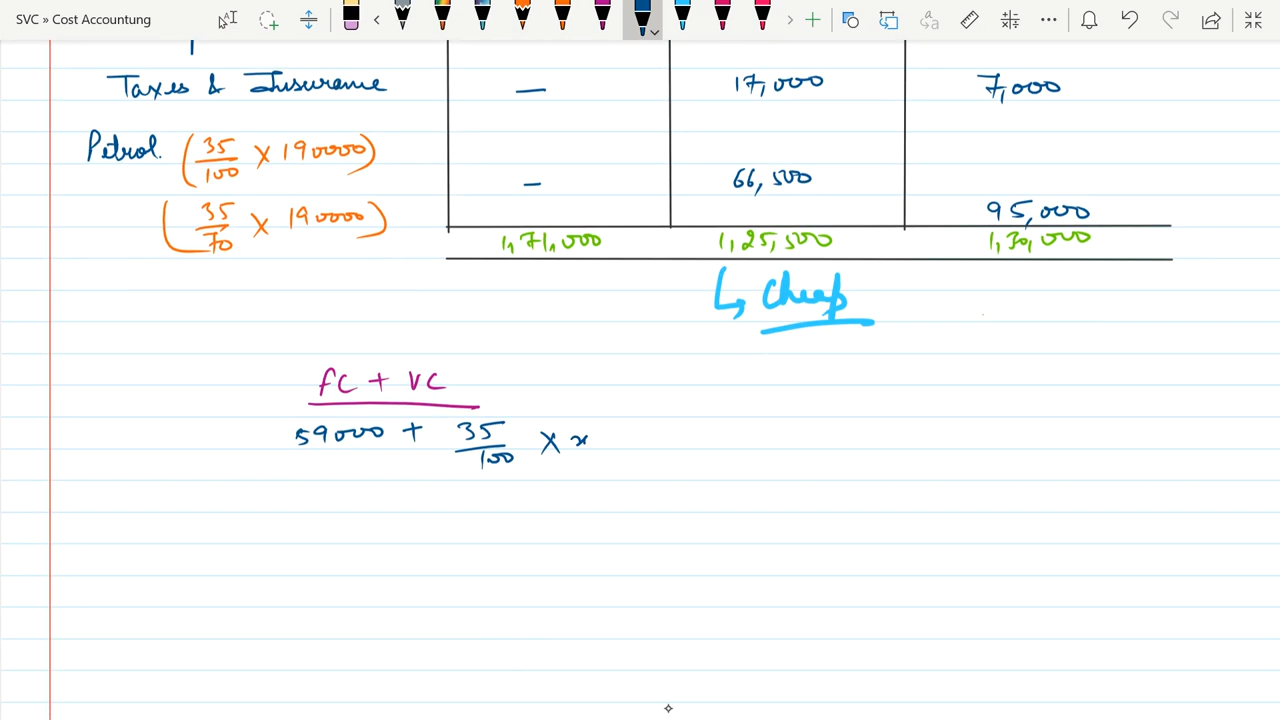 SVC » Cost Accountung
Taxes & Insurance — 17,000 7,000
Petrol. (35/100 X 190000) — 66,500
(35/70 X 190000) 95,000
1,71,000 1,25,500 1,30,000
↳ Cheap
FC + VC
59000 + 35/100 X x